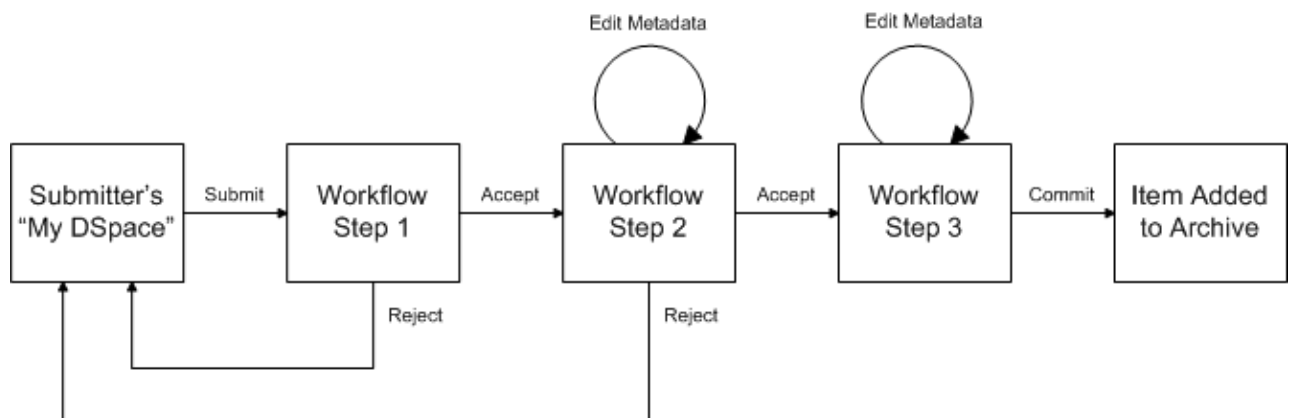 Edit Metadata
Edit Metadata
Submitter's
“My DSpace”
Submit
Workflow
Step 1
Accept
Workflow
Step 2
Accept
Workflow
Step 3
Commit
Item Added
to Archive
Reject
Reject